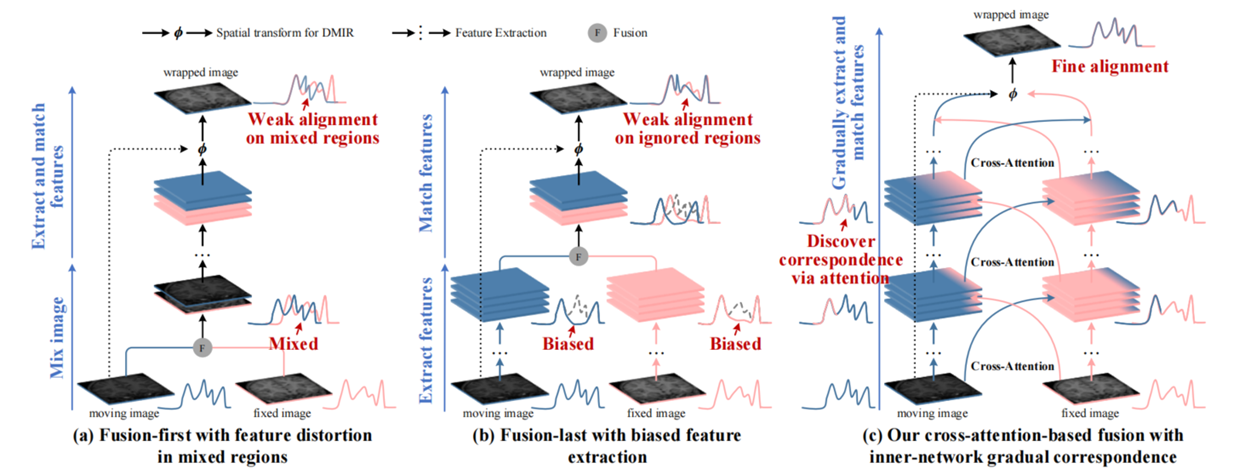 ϕ Spatial transform for DMIR
Feature Extraction
F Fusion
Extract and match
features
Mix image
wrapped image
Weak alignment
on mixed regions
ϕ
Mixed
F
moving image
fixed image
(a) Fusion-first with feature distortion
in mixed regions
Match features
Extract features
wrapped image
Weak alignment
on ignored regions
ϕ
F
Biased
Biased
moving image
fixed image
(b) Fusion-last with biased feature
extraction
Gradually extract and
match features
wrapped image
Fine alignment
ϕ
Cross-Attention
Discover
correspondence
via attention
Cross-Attention
Cross-Attention
moving image
fixed image
(c) Our cross-attention-based fusion with
inner-network gradual correspondence